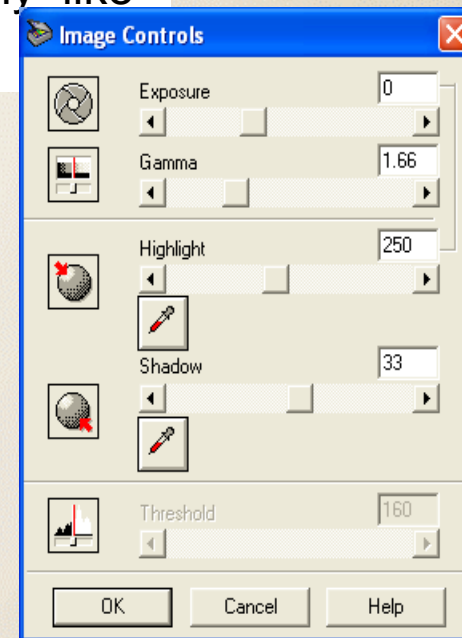 Image Controls
Exposure
0
Gamma
1.66
Highlight
250
Shadow
33
Threshold
160
OK
Cancel
Help